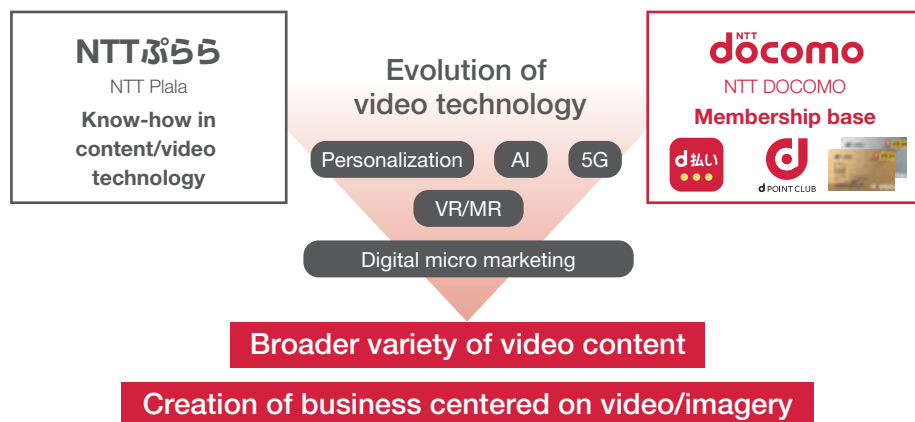 NTTぷらら
NTT Plala
Know-how in
content/video
technology
Evolution of
video technology
Personalization
AI
5G
VR/MR
Digital micro marketing
NTT
döcomo
NTT DOCOMO
Membership base
d払い
d POINT CLUB
Broader variety of video content
Creation of business centered on video/imagery